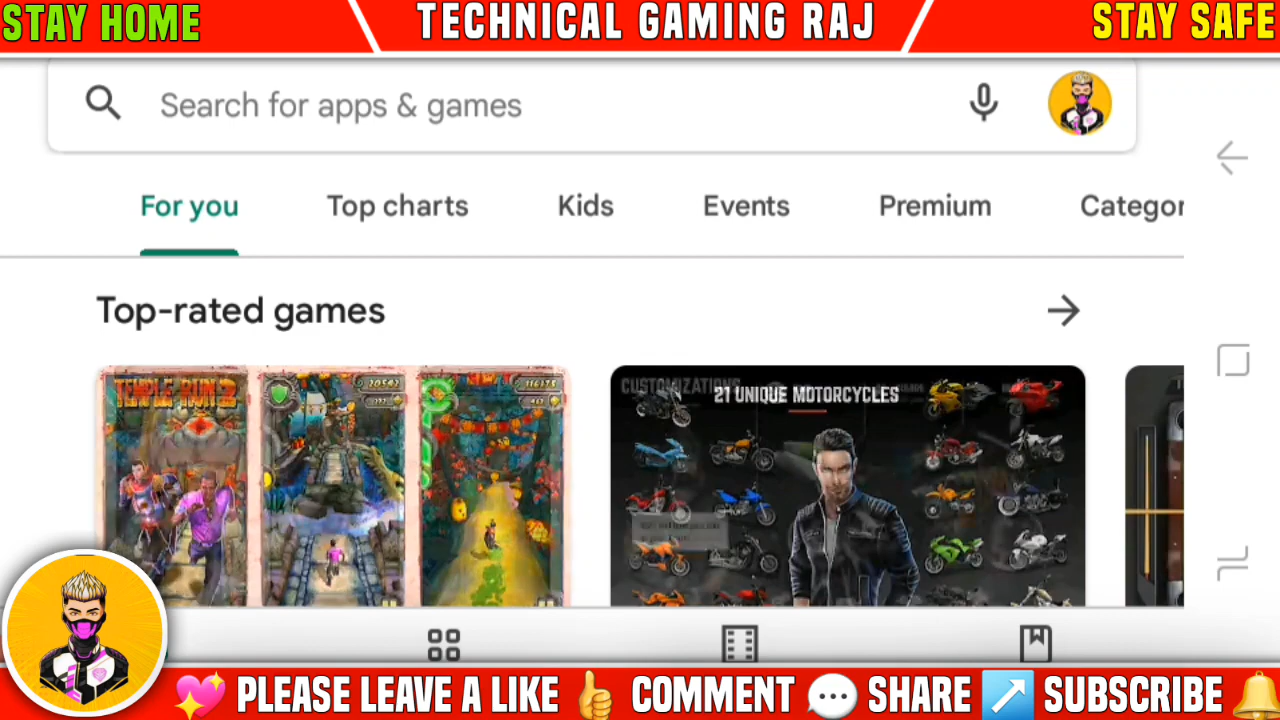 STAY HOME
TECHNICAL GAMING RAJ
STAY SAFE
Search for apps & games
For you
Top charts
Kids
Events
Premium
Categor
Top-rated games
TEMPLE RUN 2
20592
116175
CUSTOMIZATIONS
21 UNIQUE MOTORCYCLES
PLEASE LEAVE A LIKE
COMMENT
SHARE
SUBSCRIBE